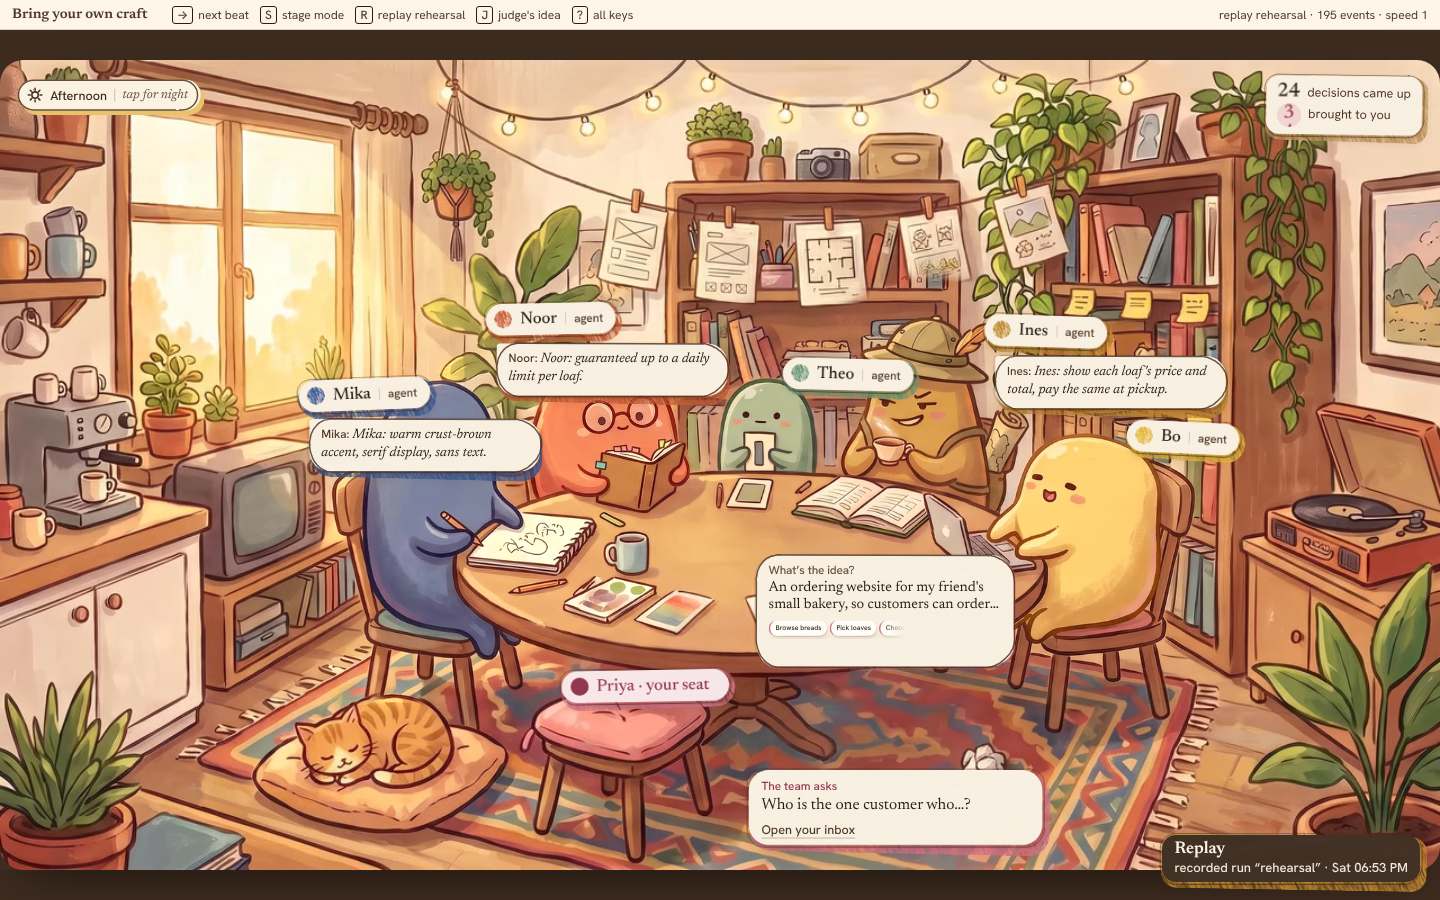 Bring your own craft
→ next beat S stage mode R replay rehearsal J judge's idea ? all keys
replay rehearsal · 195 events · speed 1
Afternoon tap for night
24 decisions came up
3 brought to you
Noor agent
Noor: Noor: guaranteed up to a daily
limit per loaf.
Ines agent
Ines: Ines: show each loaf's price and
total, pay the same at pickup.
Theo agent
Mika agent
Mika: Mika: warm crust-brown
accent, serif display, sans text.
Bo agent
What's the idea?
An ordering website for my friend's
small bakery, so customers can order...
Browse breads Pick loaves
Priya · your seat
The team asks
Who is the one customer who...?
Open your inbox
Replay
recorded run “rehearsal” · Sat 06:53 PM